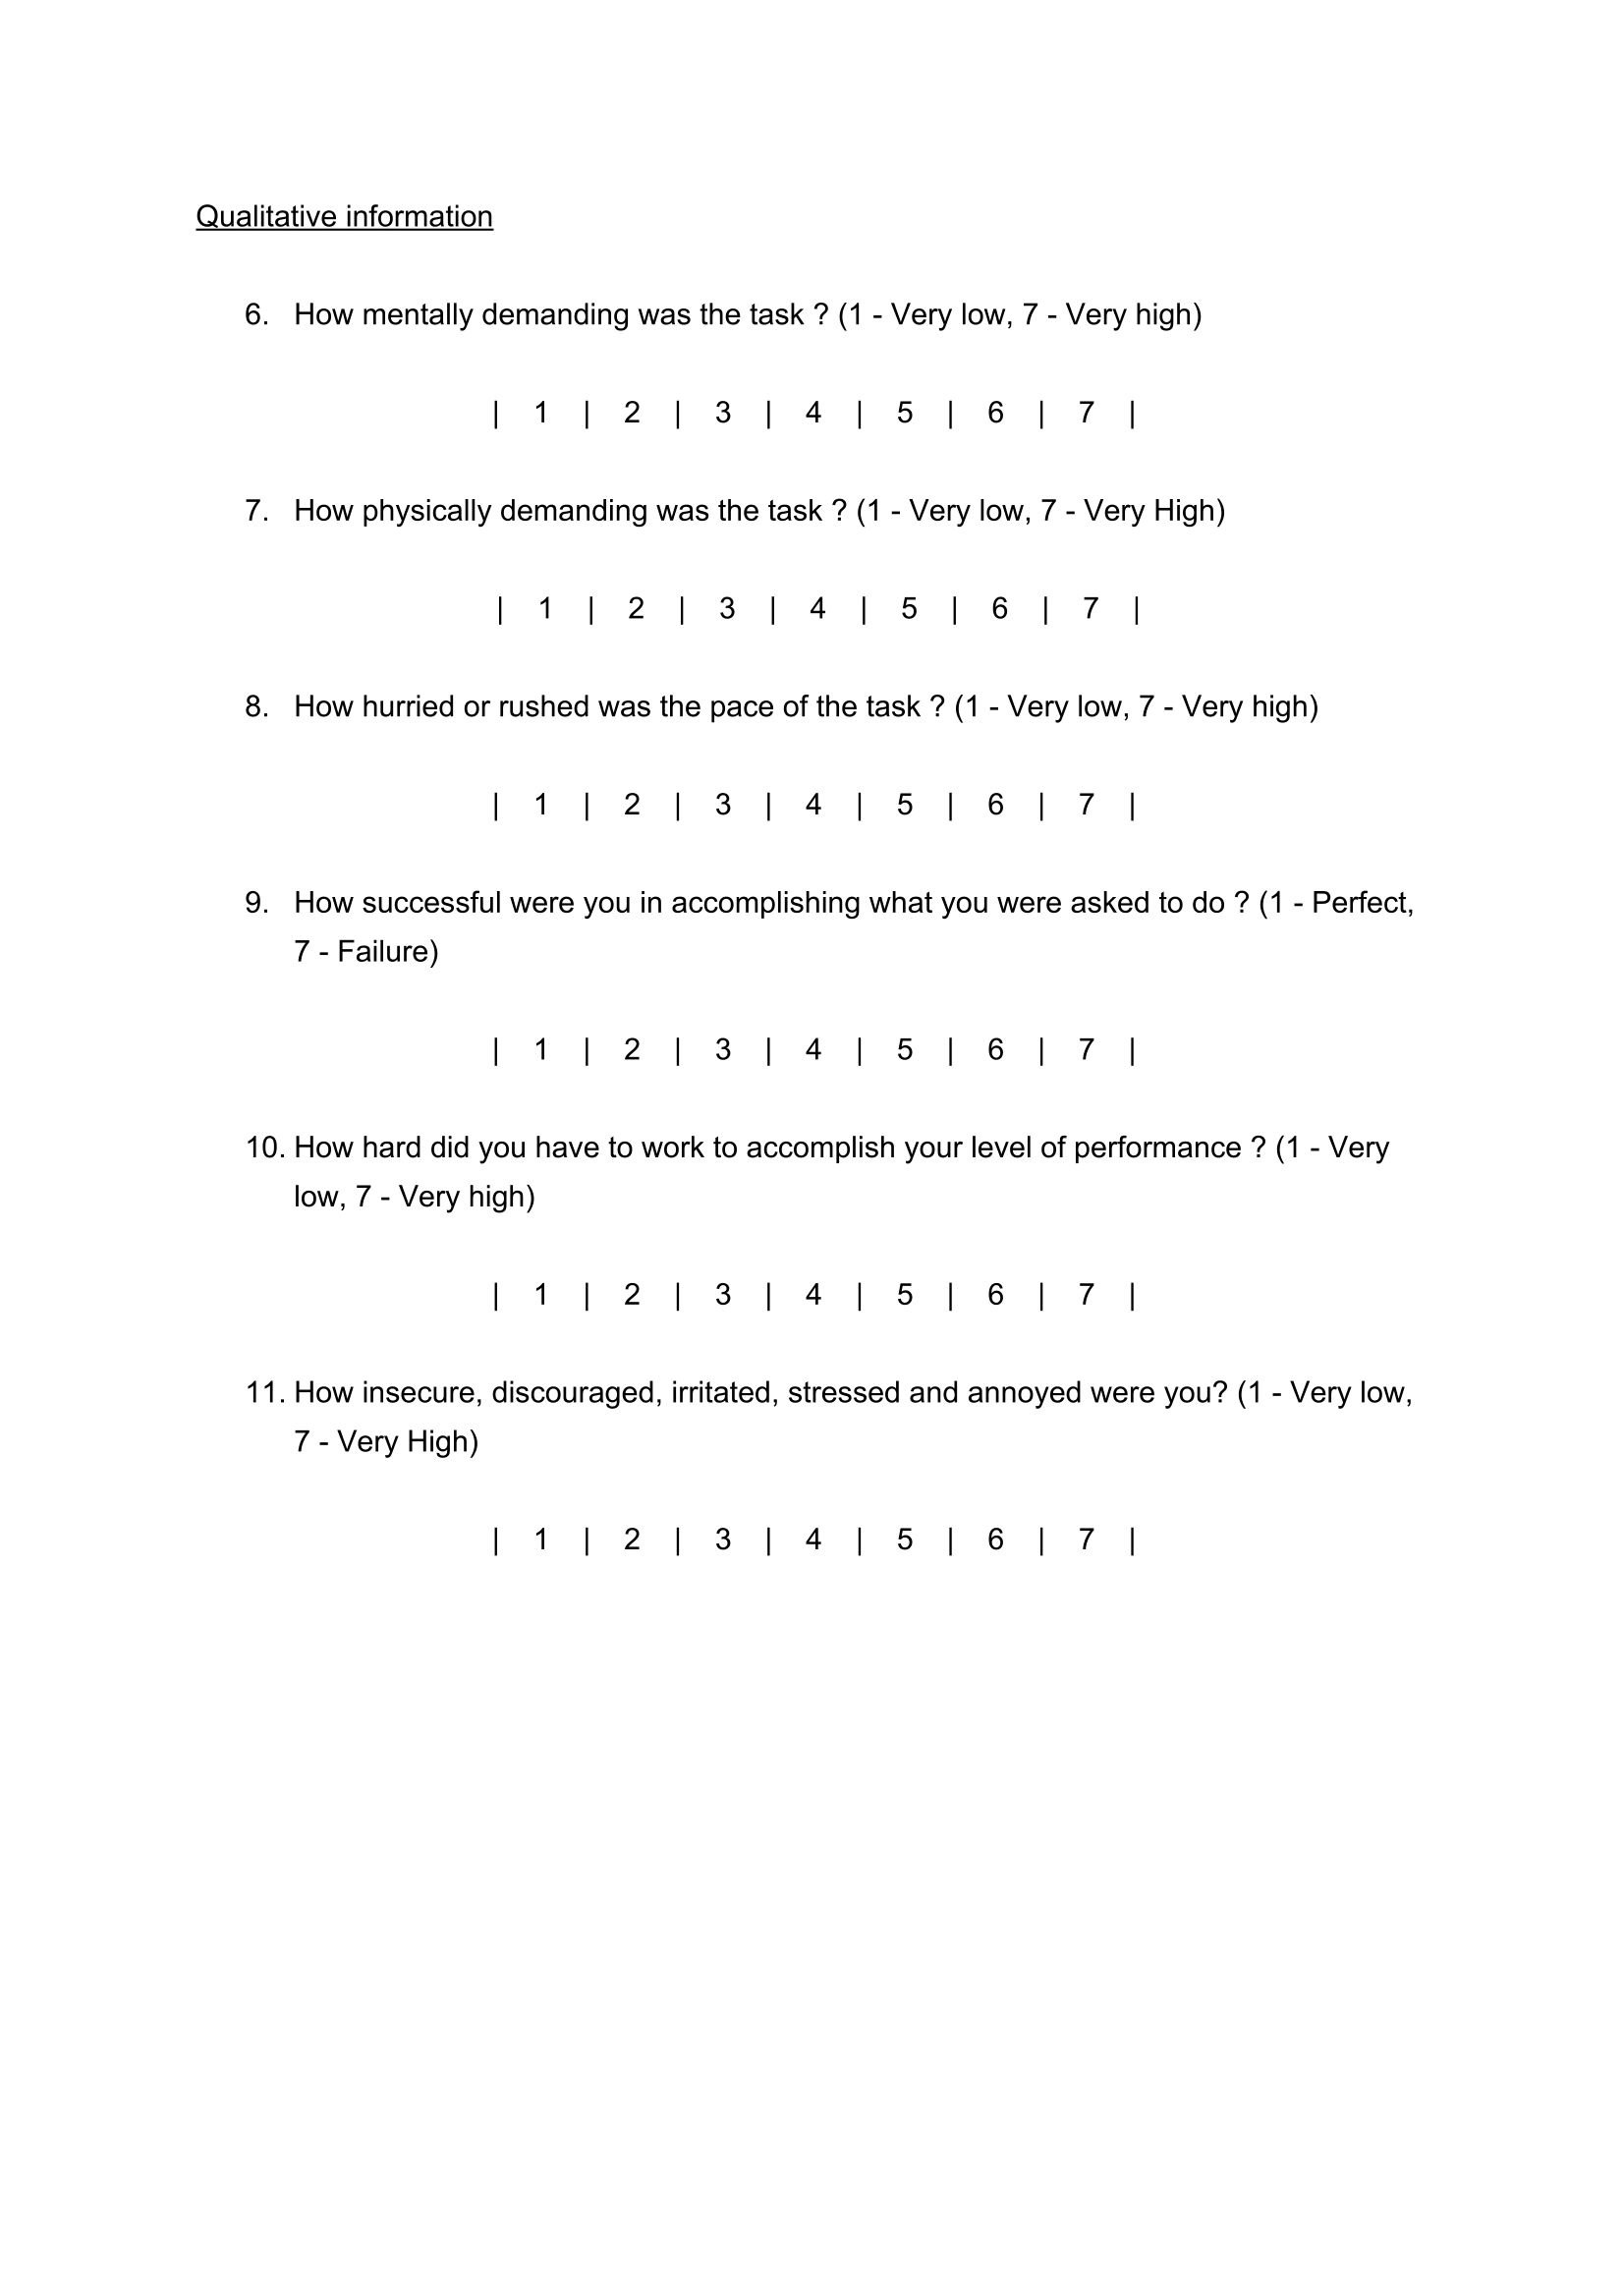 Qualitative information
6. How mentally demanding was the task ? (1 - Very low, 7 - Very high)
| 1 | 2 | 3 | 4 | 5 | 6 | 7 |
7. How physically demanding was the task ? (1 - Very low, 7 - Very High)
| 1 | 2 | 3 | 4 | 5 | 6 | 7 |
8. How hurried or rushed was the pace of the task ? (1 - Very low, 7 - Very high)
| 1 | 2 | 3 | 4 | 5 | 6 | 7 |
9. How successful were you in accomplishing what you were asked to do ? (1 - Perfect,
7 - Failure)
| 1 | 2 | 3 | 4 | 5 | 6 | 7 |
10. How hard did you have to work to accomplish your level of performance ? (1 - Very
low, 7 - Very high)
| 1 | 2 | 3 | 4 | 5 | 6 | 7 |
11. How insecure, discouraged, irritated, stressed and annoyed were you? (1 - Very low,
7 - Very High)
| 1 | 2 | 3 | 4 | 5 | 6 | 7 |